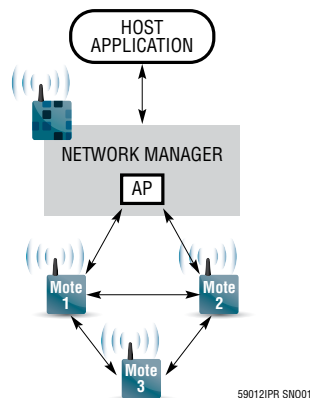 HOST
APPLICATION
NETWORK MANAGER
AP
Mote
1
Mote
2
Mote
3
59012IPR SNO01